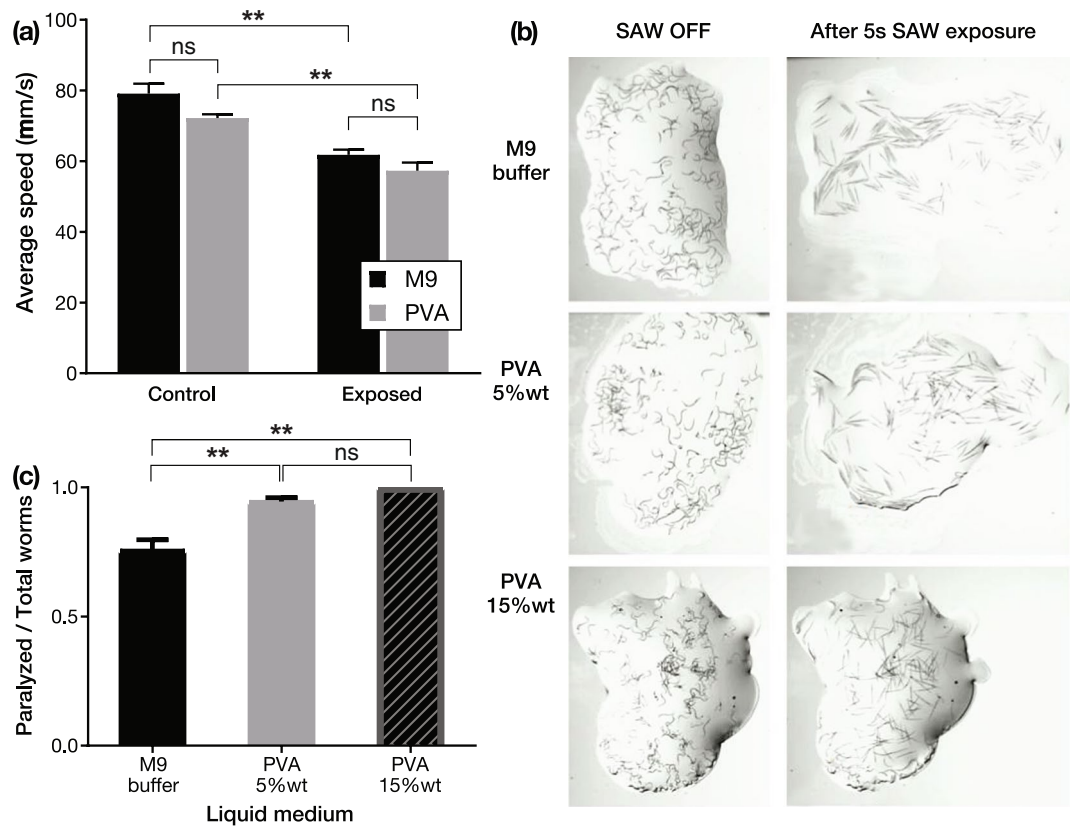 (a)
100
80
60
40
20
0
Average speed (mm/s)
**
ns
**
ns
M9
PVA
Control
Exposed
(b)
SAW OFF
After 5s SAW exposure
M9
buffer
PVA
5%wt
PVA
15%wt
(c)
**
**
ns
1.0
0.5
0.0
Paralyzed / Total worms
M9
buffer
PVA
5%wt
PVA
15%wt
Liquid medium